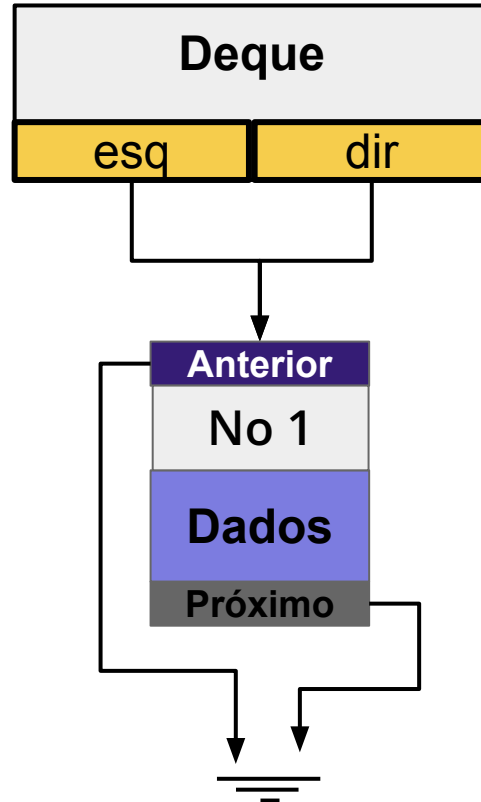 Deque
esq dir
Anterior
No 1
Dados
Próximo